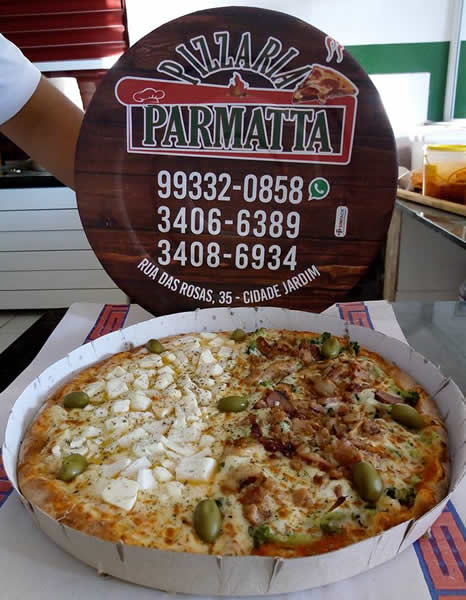 PIZZARIA
PARMATTA
99332-0858
3406-6389
3408-6934
RUA DAS ROSAS, 35 - CIDADE JARDIM